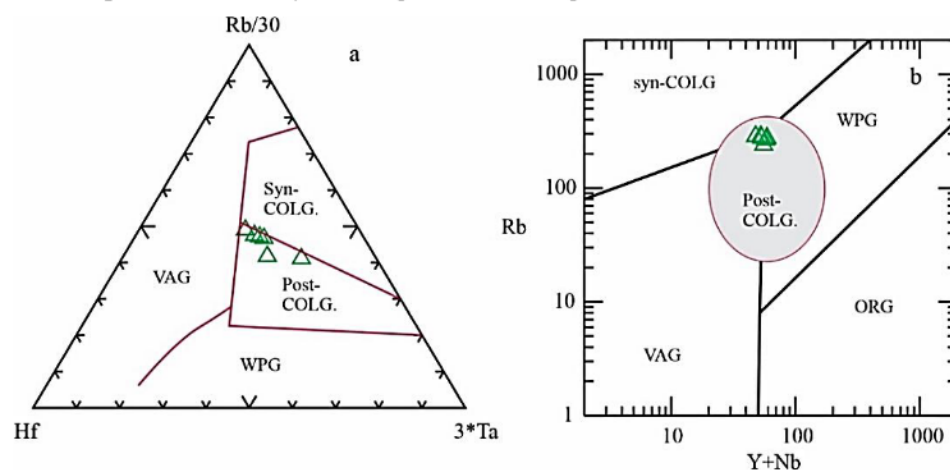 Rb/30
a
Syn-
COLG.
VAG
Post-
COLG.
WPG
Hf
3*Ta
1000
syn-COLG
b
WPG
100
Rb
Post-
COLG.
10
ORG
VAG
1
10
100
1000
Y+Nb